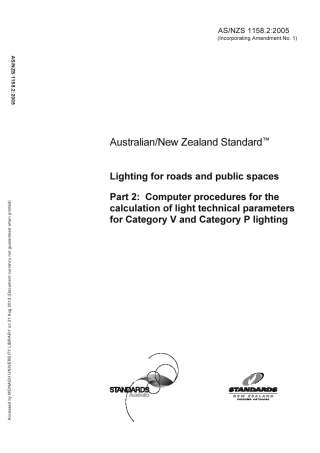 AS/NZS 1158.2:2005
(Incorporating Amendment No. 1)
AS/NZS 1158.2:2005
Australian/New Zealand Standard™
Lighting for roads and public spaces
Part 2: Computer procedures for the
calculation of light technical parameters
for Category V and Category P lighting
Accessed by MONASH UNIVERSITY LIBRARY on 21 Aug 2013 (Document currency not guaranteed when printed)
STANDARDS
Australia
STANDARDS
NEW ZEALAND